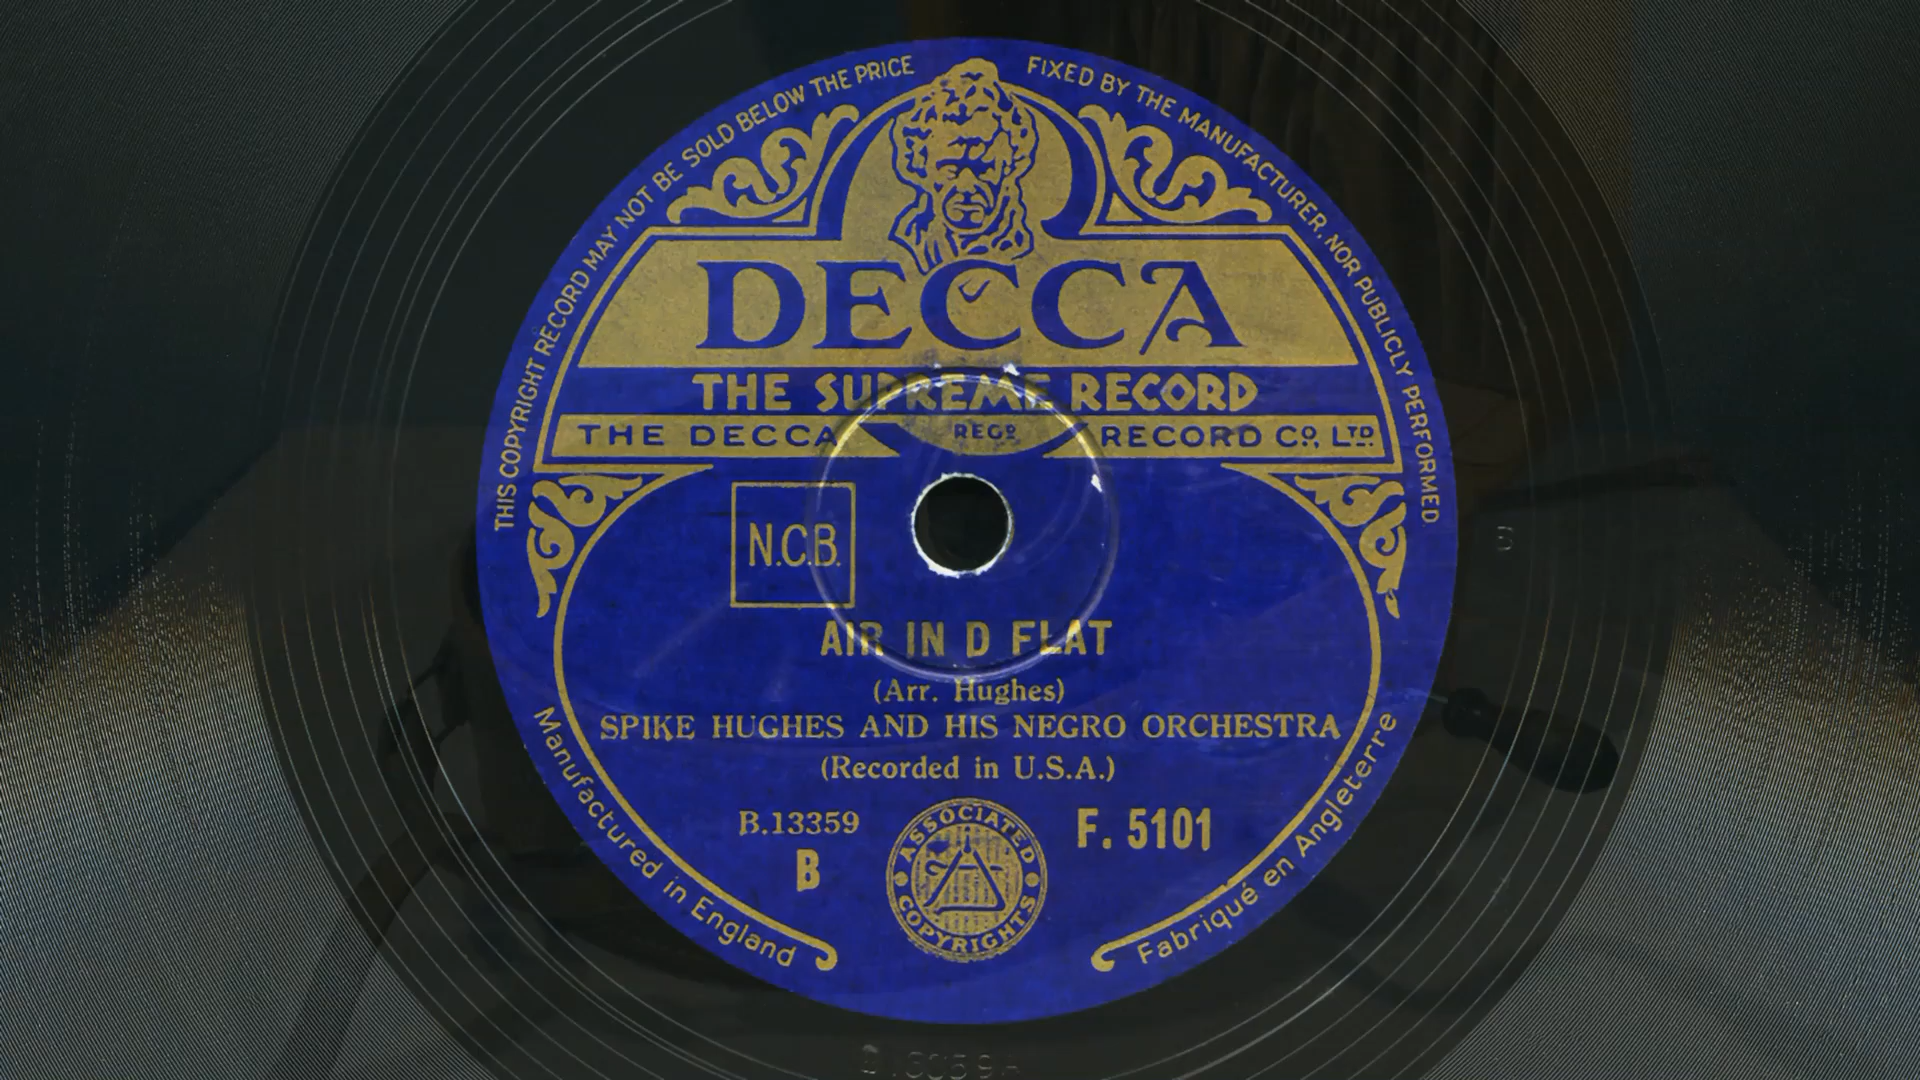 THIS COPYRIGHT RECORD MAY NOT BE SOLD BELOW THE PRICE FIXED BY THE MANUFACTURER, NOR PUBLICLY PERFORMED.
DECCA
THE SUPREME RECORD
THE DECCA REGD RECORD CO, LTD
N.C.B.
AIR IN D FLAT
(Arr. Hughes)
SPIKE HUGHES AND HIS NEGRO ORCHESTRA
(Recorded in U.S.A.)
B.13359
B
F. 5101
ASSOCIATED COPYRIGHTS
Manufactured in England
Fabriqué en Angleterre